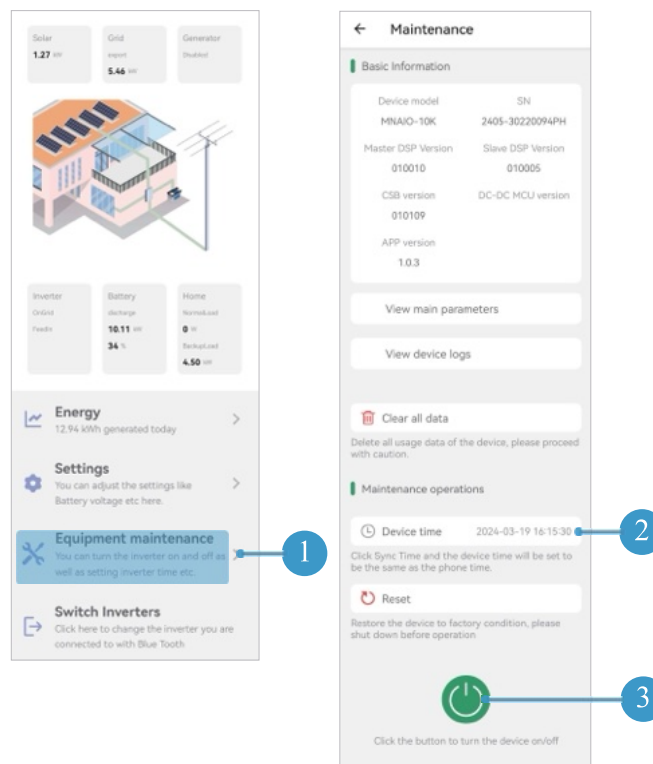 Solar
Grid
Generator
1.27 kW
export
Disabled
5.46 kW
Inverter
Battery
Home
OnGrid
discharge
NormalLoad
FeedIn
10.11 kW
0 W
34 %
BackupLoad
4.50 kW
Energy
12.94 kWh generated today
Settings
You can adjust the settings like
Battery voltage etc here.
Equipment maintenance
You can turn the inverter on and off as
well as setting inverter time etc.
1
Switch Inverters
Click here to change the inverter you are
connected to with Blue Tooth
Maintenance
Basic Information
Device model
SN
MNAIO-10K
2405-30220094PH
Master DSP Version
Slave DSP Version
010010
010005
CSB version
DC-DC MCU version
010109
APP version
1.0.3
View main parameters
View device logs
Clear all data
Delete all usage data of the device, please proceed
with caution.
Maintenance operations
Device time
2024-03-19 16:15:30
2
Click Sync Time and the device time will be set to
be the same as the phone time.
Reset
Restore the device to factory condition, please
shut down before operation
3
Click the button to turn the device on/off